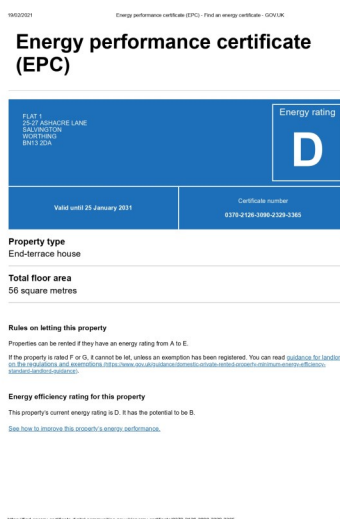 19/02/2021
Energy performance certificate (EPC) - Find an energy certificate - GOV.UK
Energy performance certificate
(EPC)
FLAT 1
25-27 ASHACRE LANE
SALVINGTON
WORTHING
BN13 2DA
Energy rating
D
Valid until 25 January 2031
Certificate number
0370-2126-3090-2329-3365
Property type
End-terrace house
Total floor area
56 square metres
Rules on letting this property
Properties can be rented if they have an energy rating from A to E.
If the property is rated F or G, it cannot be let, unless an exemption has been registered. You can read guidance for landlor
on the regulations and exemptions (https://www.gov.uk/guidance/domestic-private-rented-property-minimum-energy-efficiency-
standard-landlord-guidance).
Energy efficiency rating for this property
This property's current energy rating is D. It has the potential to be B.
See how to improve this property's energy performance.